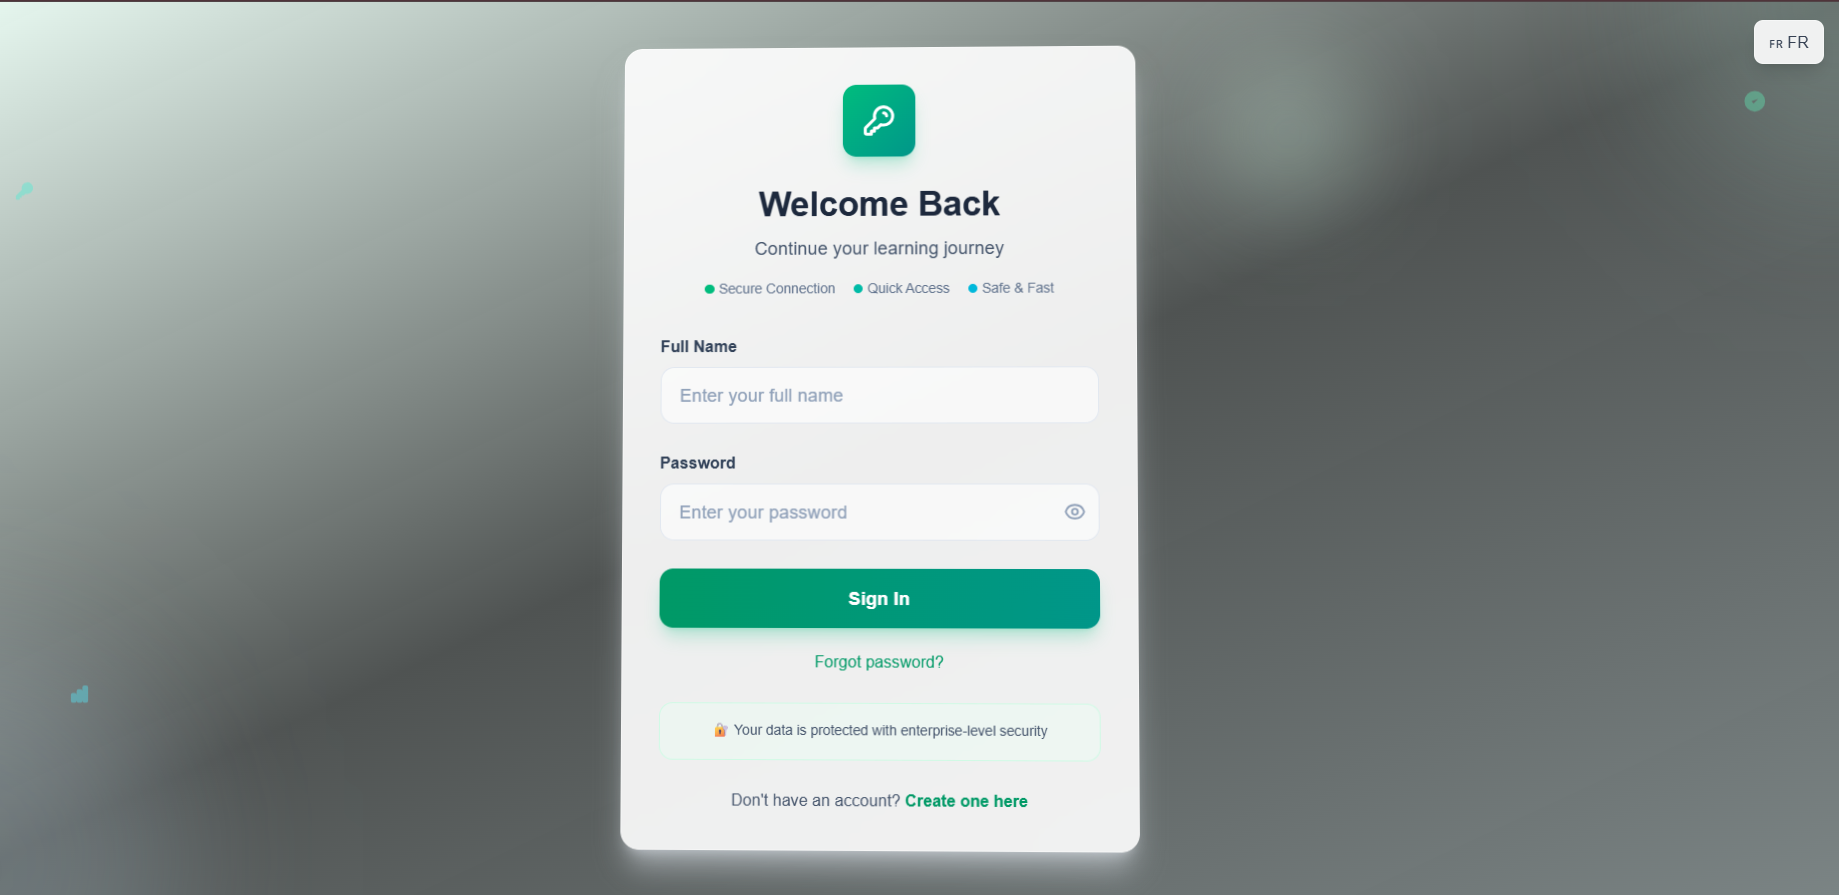 FR FR
Welcome Back
Continue your learning journey
Secure Connection Quick Access Safe & Fast
Full Name
Enter your full name
Password
Enter your password
Sign In
Forgot password?
Your data is protected with enterprise-level security
Don't have an account? Create one here